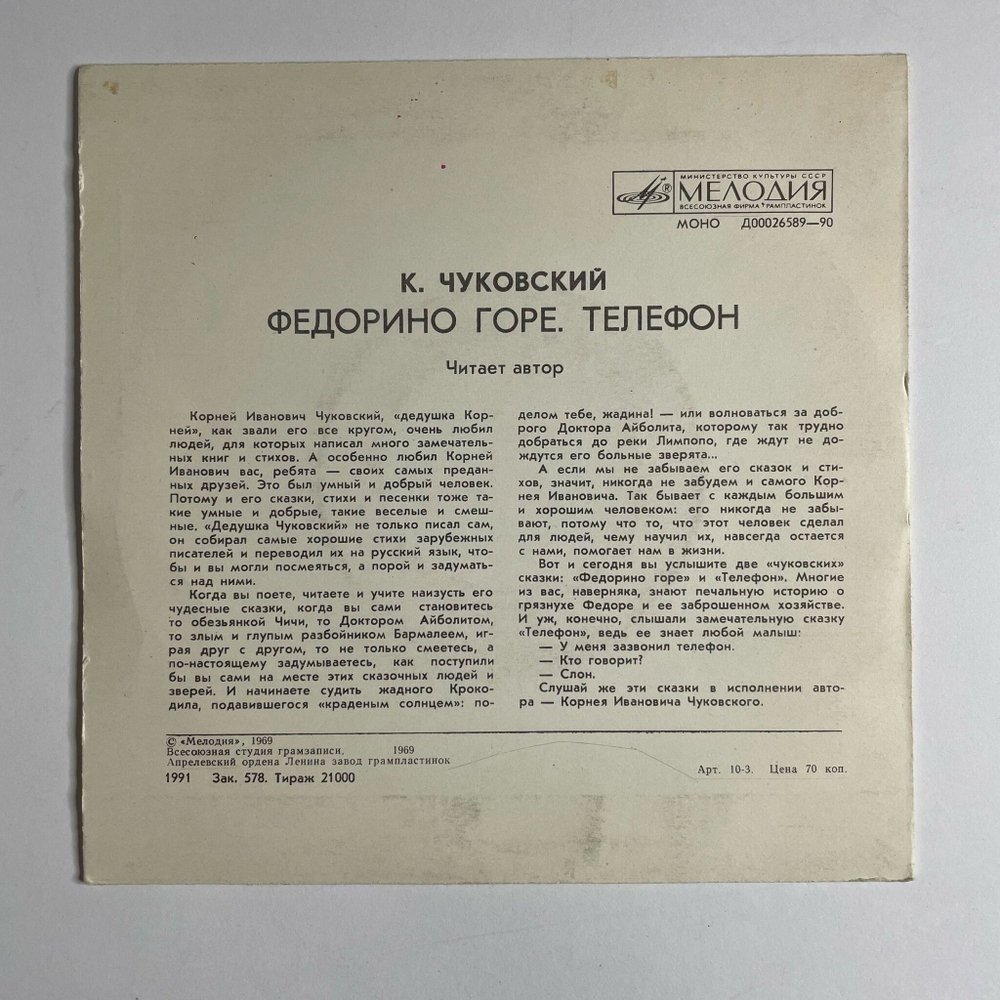 МИНИСТЕРСТВО КУЛЬТУРЫ СССР
® МЕЛОДИЯ
ВСЕСОЮЗНАЯ ФИРМА ГРАМПЛАСТИНОК
МОНО Д00026589—90
К. ЧУКОВСКИЙ
ФЕДОРИНО ГОРЕ. ТЕЛЕФОН
Читает автор
Корней Иванович Чуковский, «дедушка Кор-
ней», как звали его все кругом, очень любил
людей, для которых написал много замечатель-
ных книг и стихов. А особенно любил Корней
Иванович вас, ребята — своих самых предан-
ных друзей. Это был умный и добрый человек.
Потому и его сказки, стихи и песенки тоже та-
кие умные и добрые, такие веселые и смеш-
ные. «Дедушка Чуковский» не только писал сам,
он собирал самые хорошие стихи зарубежных
писателей и переводил их на русский язык, что-
бы и вы могли посмеяться, а порой и задумать-
ся над ними.
Когда вы поете, читаете и учите наизусть его
чудесные сказки, когда вы сами становитесь
то обезьянкой Чичи, то Доктором Айболитом,
то злым и глупым разбойником Бармалеем, иг-
рая друг с другом, то не только смеетесь, а
по-настоящему задумываетесь, как поступили
бы вы сами на месте этих сказочных людей и
зверей. И начинаете судить жадного Кроко-
дила, подавившегося «краденым солнцем»: по-
делом тебе, жадина! — или волноваться за доб-
рого Доктора Айболита, которому так трудно
добраться до реки Лимпопо, где ждут не до-
ждутся его больные зверята...
А если мы не забываем его сказок и сти-
хов, значит, никогда не забудем и самого Кор-
нея Ивановича. Так бывает с каждым большим
и хорошим человеком: его никогда не забы-
вают, потому что то, что этот человек сделал
для людей, чему научил их, навсегда остается
с нами, помогает нам в жизни.
Вот и сегодня вы услышите две «чуковских»
сказки: «Федорино горе» и «Телефон». Многие
из вас, наверняка, знают печальную историю о
грязнухе Федоре и ее заброшенном хозяйстве.
И уж, конечно, слышали замечательную сказку
«Телефон», ведь ее знает любой малыш:
— У меня зазвонил телефон.
— Кто говорит?
— Слон.
Слушай же эти сказки в исполнении авто-
ра — Корнея Ивановича Чуковского.
© «Мелодия», 1969
Всесоюзная студия грамзаписи. 1969
Апрелевский ордена Ленина завод грампластинок
1991 Зак. 578. Тираж 21000
Арт. 10-3. Цена 70 коп.